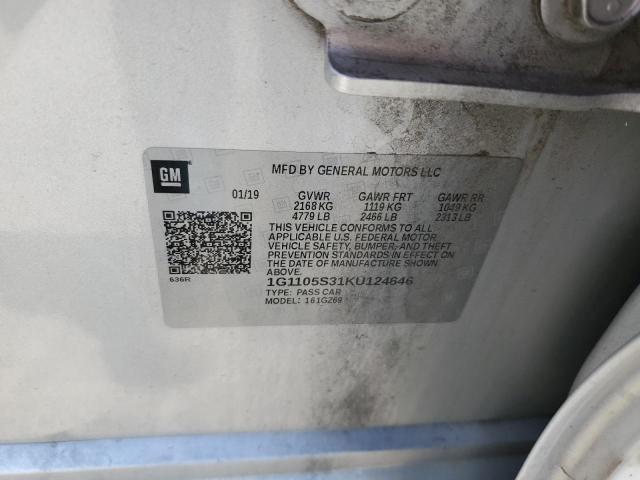 GM
MFD BY GENERAL MOTORS LLC
01/19 GVWR GAWR FRT GAWR RR
2168 KG 1119 KG 1049 KG
4779 LB 2466 LB 2313 LB
THIS VEHICLE CONFORMS TO ALL
APPLICABLE U.S. FEDERAL MOTOR
VEHICLE SAFETY, BUMPER, AND THEFT
PREVENTION STANDARDS IN EFFECT ON
THE DATE OF MANUFACTURE SHOWN
ABOVE.
636R
1G1105S31KU124646
TYPE: PASS CAR
MODEL: 161GZ69